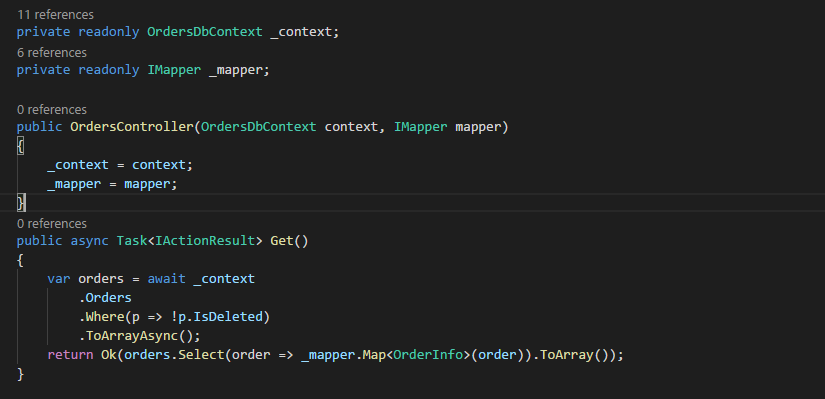 11 references
private readonly OrdersDbContext _context;
6 references
private readonly IMapper _mapper;
0 references
public OrdersController(OrdersDbContext context, IMapper mapper)
{
    _context = context;
    _mapper = mapper;
}
0 references
public async Task<IActionResult> Get()
{
    var orders = await _context
        .Orders
        .Where(p => !p.IsDeleted)
        .ToArrayAsync();
    return Ok(orders.Select(order => _mapper.Map<OrderInfo>(order)).ToArray());
}